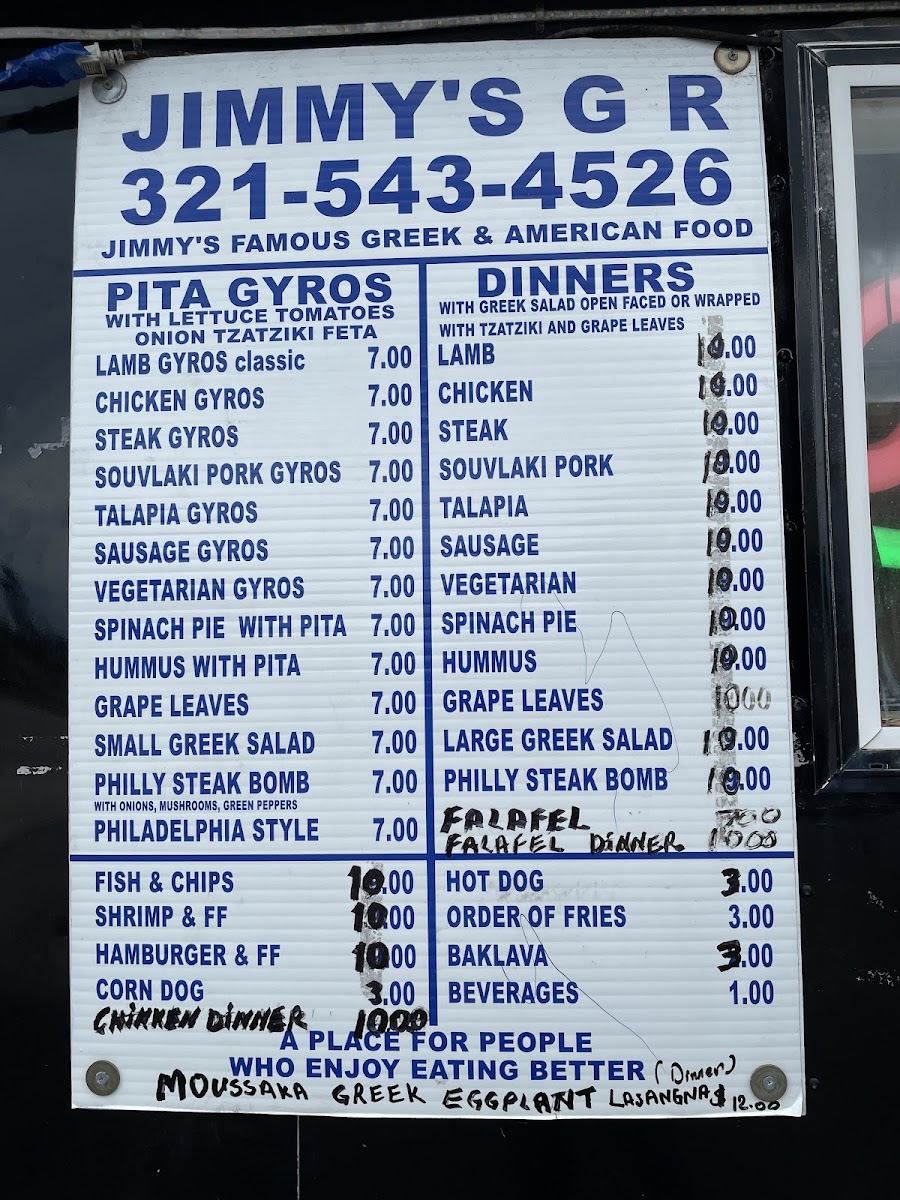 JIMMY'S G R
321-543-4526
JIMMY'S FAMOUS GREEK & AMERICAN FOOD
PITA GYROS
WITH LETTUCE TOMATOES
ONION TZATZIKI FETA
LAMB GYROS classic 7.00
CHICKEN GYROS 7.00
STEAK GYROS 7.00
SOUVLAKI PORK GYROS 7.00
TALAPIA GYROS 7.00
SAUSAGE GYROS 7.00
VEGETARIAN GYROS 7.00
SPINACH PIE WITH PITA 7.00
HUMMUS WITH PITA 7.00
GRAPE LEAVES 7.00
SMALL GREEK SALAD 7.00
PHILLY STEAK BOMB 7.00
WITH ONIONS, MUSHROOMS, GREEN PEPPERS
PHILADELPHIA STYLE 7.00
DINNERS
WITH GREEK SALAD OPEN FACED OR WRAPPED
WITH TZATZIKI AND GRAPE LEAVES
LAMB 10.00
CHICKEN 10.00
STEAK 10.00
SOUVLAKI PORK 10.00
TALAPIA 10.00
SAUSAGE 10.00
VEGETARIAN 10.00
SPINACH PIE 10.00
HUMMUS 10.00
GRAPE LEAVES 1000
LARGE GREEK SALAD 10.00
PHILLY STEAK BOMB 10.00
FALAFEL 700
FALAFEL DINNER 1000
FISH & CHIPS 10.00
SHRIMP & FF 10.00
HAMBURGER & FF 10.00
CORN DOG 3.00
CHIKKEN DINNER 1000
HOT DOG 3.00
ORDER OF FRIES 3.00
BAKLAVA 3.00
BEVERAGES 1.00
A PLACE FOR PEOPLE
WHO ENJOY EATING BETTER (Dinner)
MOUSSAKA GREEK EGGPLANT LASANGNA $12.00